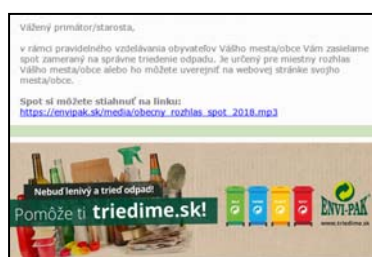 Vážený primátor/starosta,
v rámci pravidelného vzdelávania obyvateľov Vášho mesta/obce Vám zasielame
spot zameraný na správne triedenie odpadu. Je určený pre miestny rozhlas
Vášho mesta/obce alebo ho môžete uverejniť na webovej stránke svojho
mesta/obce.
Spot si môžete stiahnuť na linku:
https://envipak.sk/media/obecny_rozhlas_spot_2018.mp3
Nebuď lenivý a trieď odpad!
Pomôže ti triedime.sk!
ENVI-PAK
www.triedime.sk